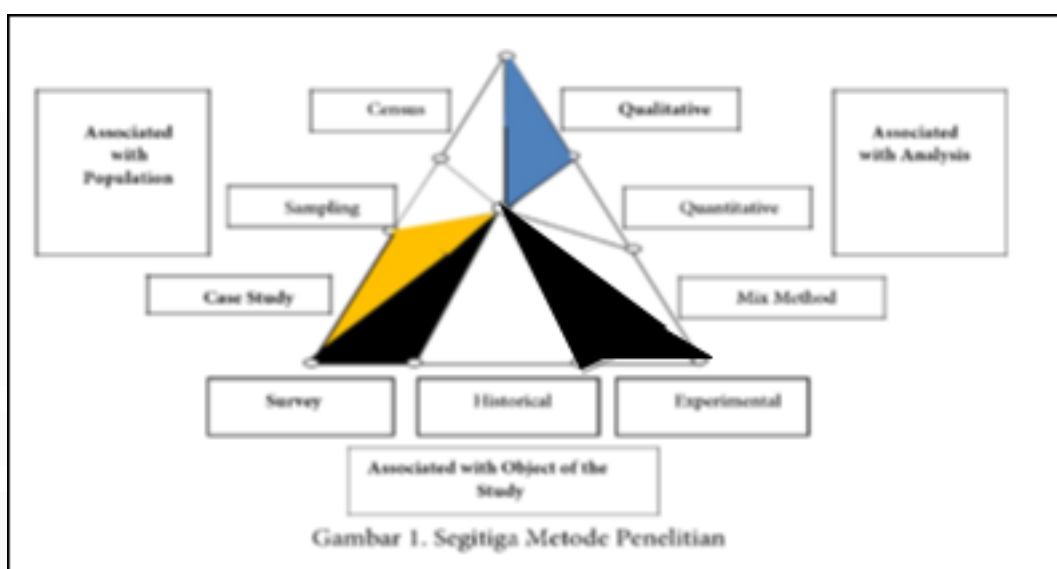 Census
Qualitative
Associated
with
Population
Associated
with Analysis
Sampling
Quantitative
Case Study
Mix Method
Survey
Historical
Experimental
Associated with Object of the
Study
Gambar 1. Segitiga Metode Penelitian